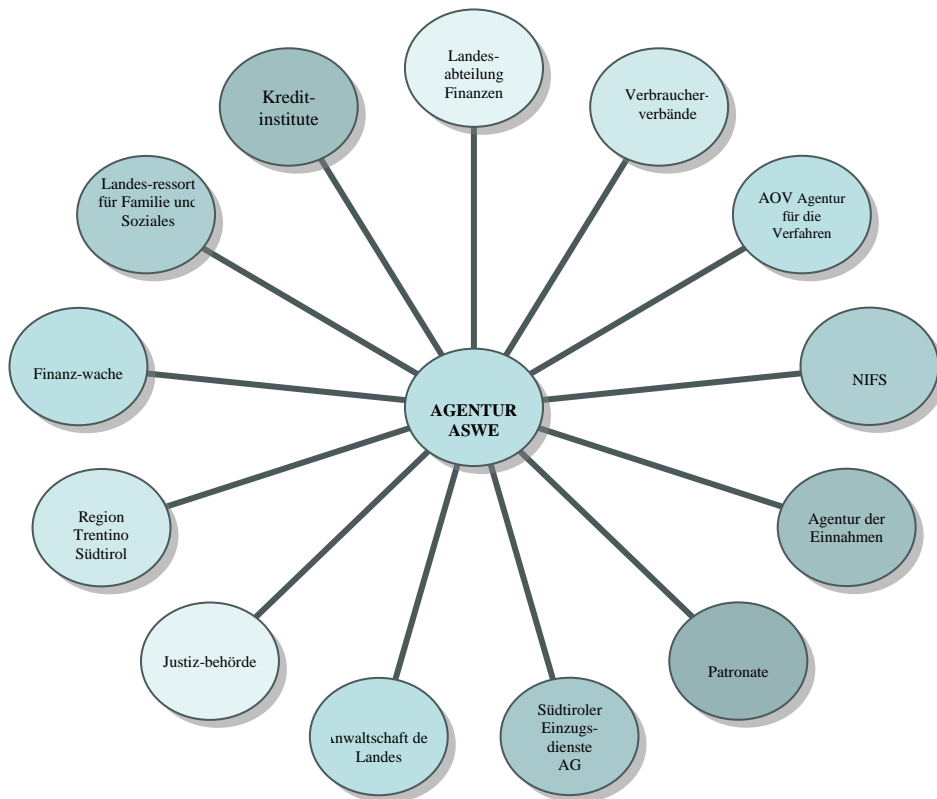 Landes-
abteilung
Finanzen
Verbraucher-
verbände
AOV Agentur
für die
Verfahren
NIFS
Agentur der
Einnahmen
Patronate
Südtiroler
Einzugs-
dienste
AG
nwaltschaft de
Landes
Justiz-behörde
Region
Trentino
Südtirol
Finanz-wache
Landes-ressort
für Familie und
Soziales
Kredit-
institute
AGENTUR
ASWE